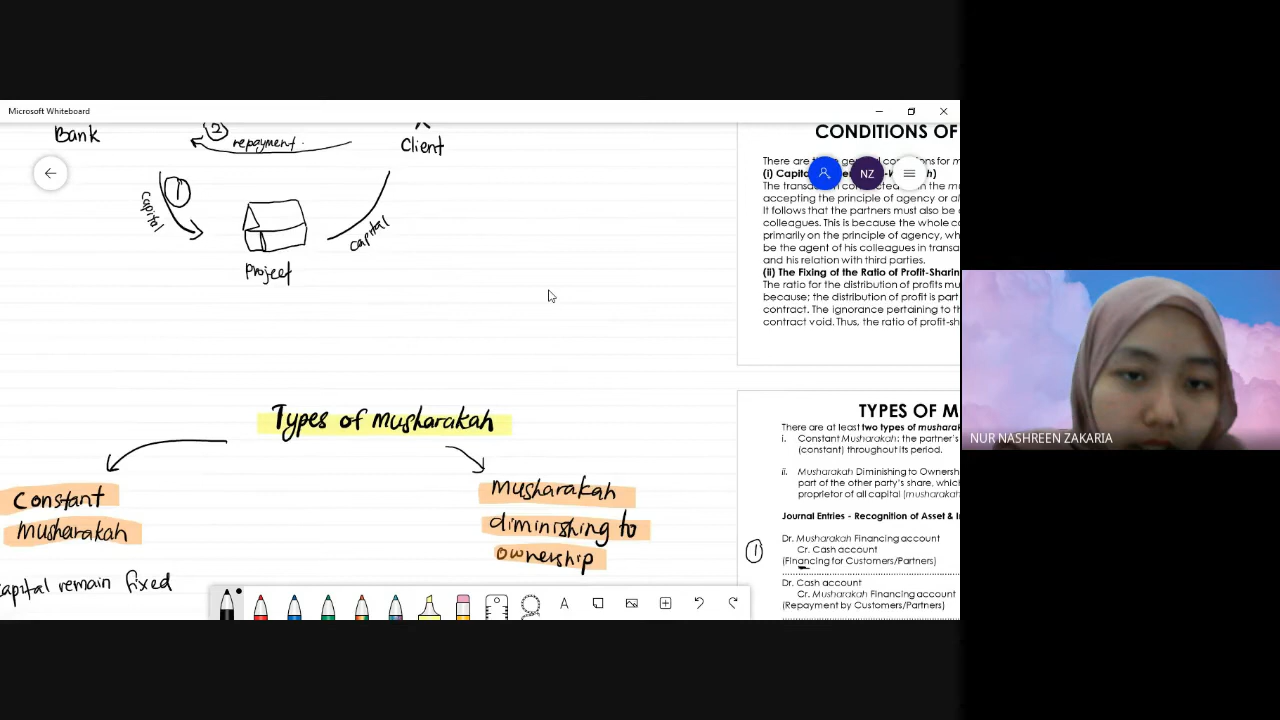 Microsoft Whiteboard
Bank
2
repayment.
Client
1
capital
capital
Project
Types of musharakah
Constant
musharakah
capital remain fixed
musharakah
diminishing to
ownership
CONDITIONS OF
There are
(i) Capita
The transa
accepting the principle of agency or al
It follows that the partners must also be
colleagues. This is because the whole c
primarily on the principle of agency, wh
be the agent of his colleagues in transa
and his relation with third parties.
(ii) The Fixing of the Ratio of Profit-Sharin
The ratio for the distribution of profits mu
because; the distribution of profit is part
contract. The ignorance pertaining to th
contract void. Thus, the ratio of profit-sh
TYPES OF M
There are at least two types of musharak
i. Constant Musharakah: the partner's
(constant) throughout its period.
ii. Musharakah Diminishing to Ownersh
part of the other party's share, whic
proprietor of all capital (musharakah
Journal Entries - Recognition of Asset & I
1
Dr. Musharakah Financing account
Cr. Cash account
(Financing for Customers/Partners)
Dr. Cash account
Cr. Musharakah Financing account
(Repayment by Customers/Partners)
NZ
A
NUR NASHREEN ZAKARIA